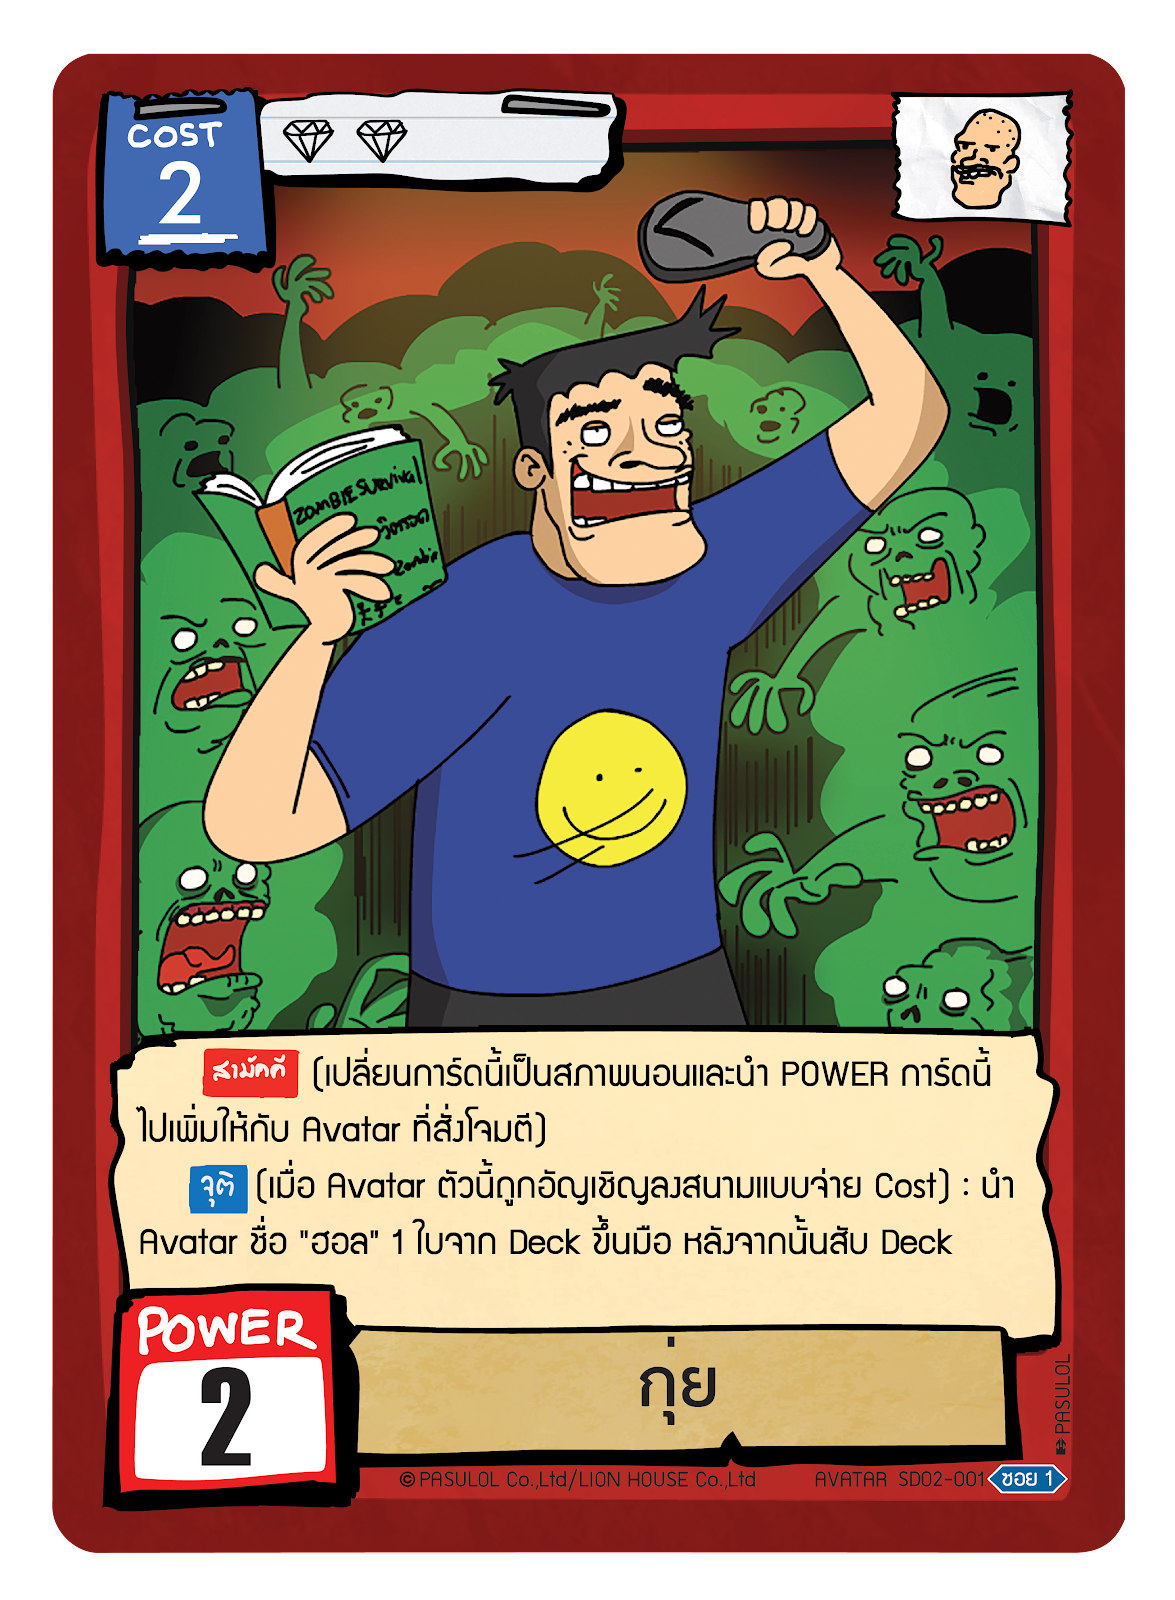 COST
2
ZOMBIE SURVIVAL
วิธีรอด
Zombie
สามัคคี (เปลี่ยนการ์ดนี้เป็นสภาพนอนและนำ POWER การ์ดนี้
ไปเพิ่มให้กับ Avatar ที่สั่งโจมตี)
จุติ (เมื่อ Avatar ตัวนี้ถูกอัญเชิญลงสนามแบบจ่าย Cost) : นำ
Avatar ชื่อ "ฮอล" 1 ใบจาก Deck ขึ้นมือ หลังจากนั้นสับ Deck
POWER
2
กุ่ย
PASULOL
© PASULOL Co.,Ltd/LION HOUSE Co.,Ltd
AVATAR SD02-001 ซอย 1